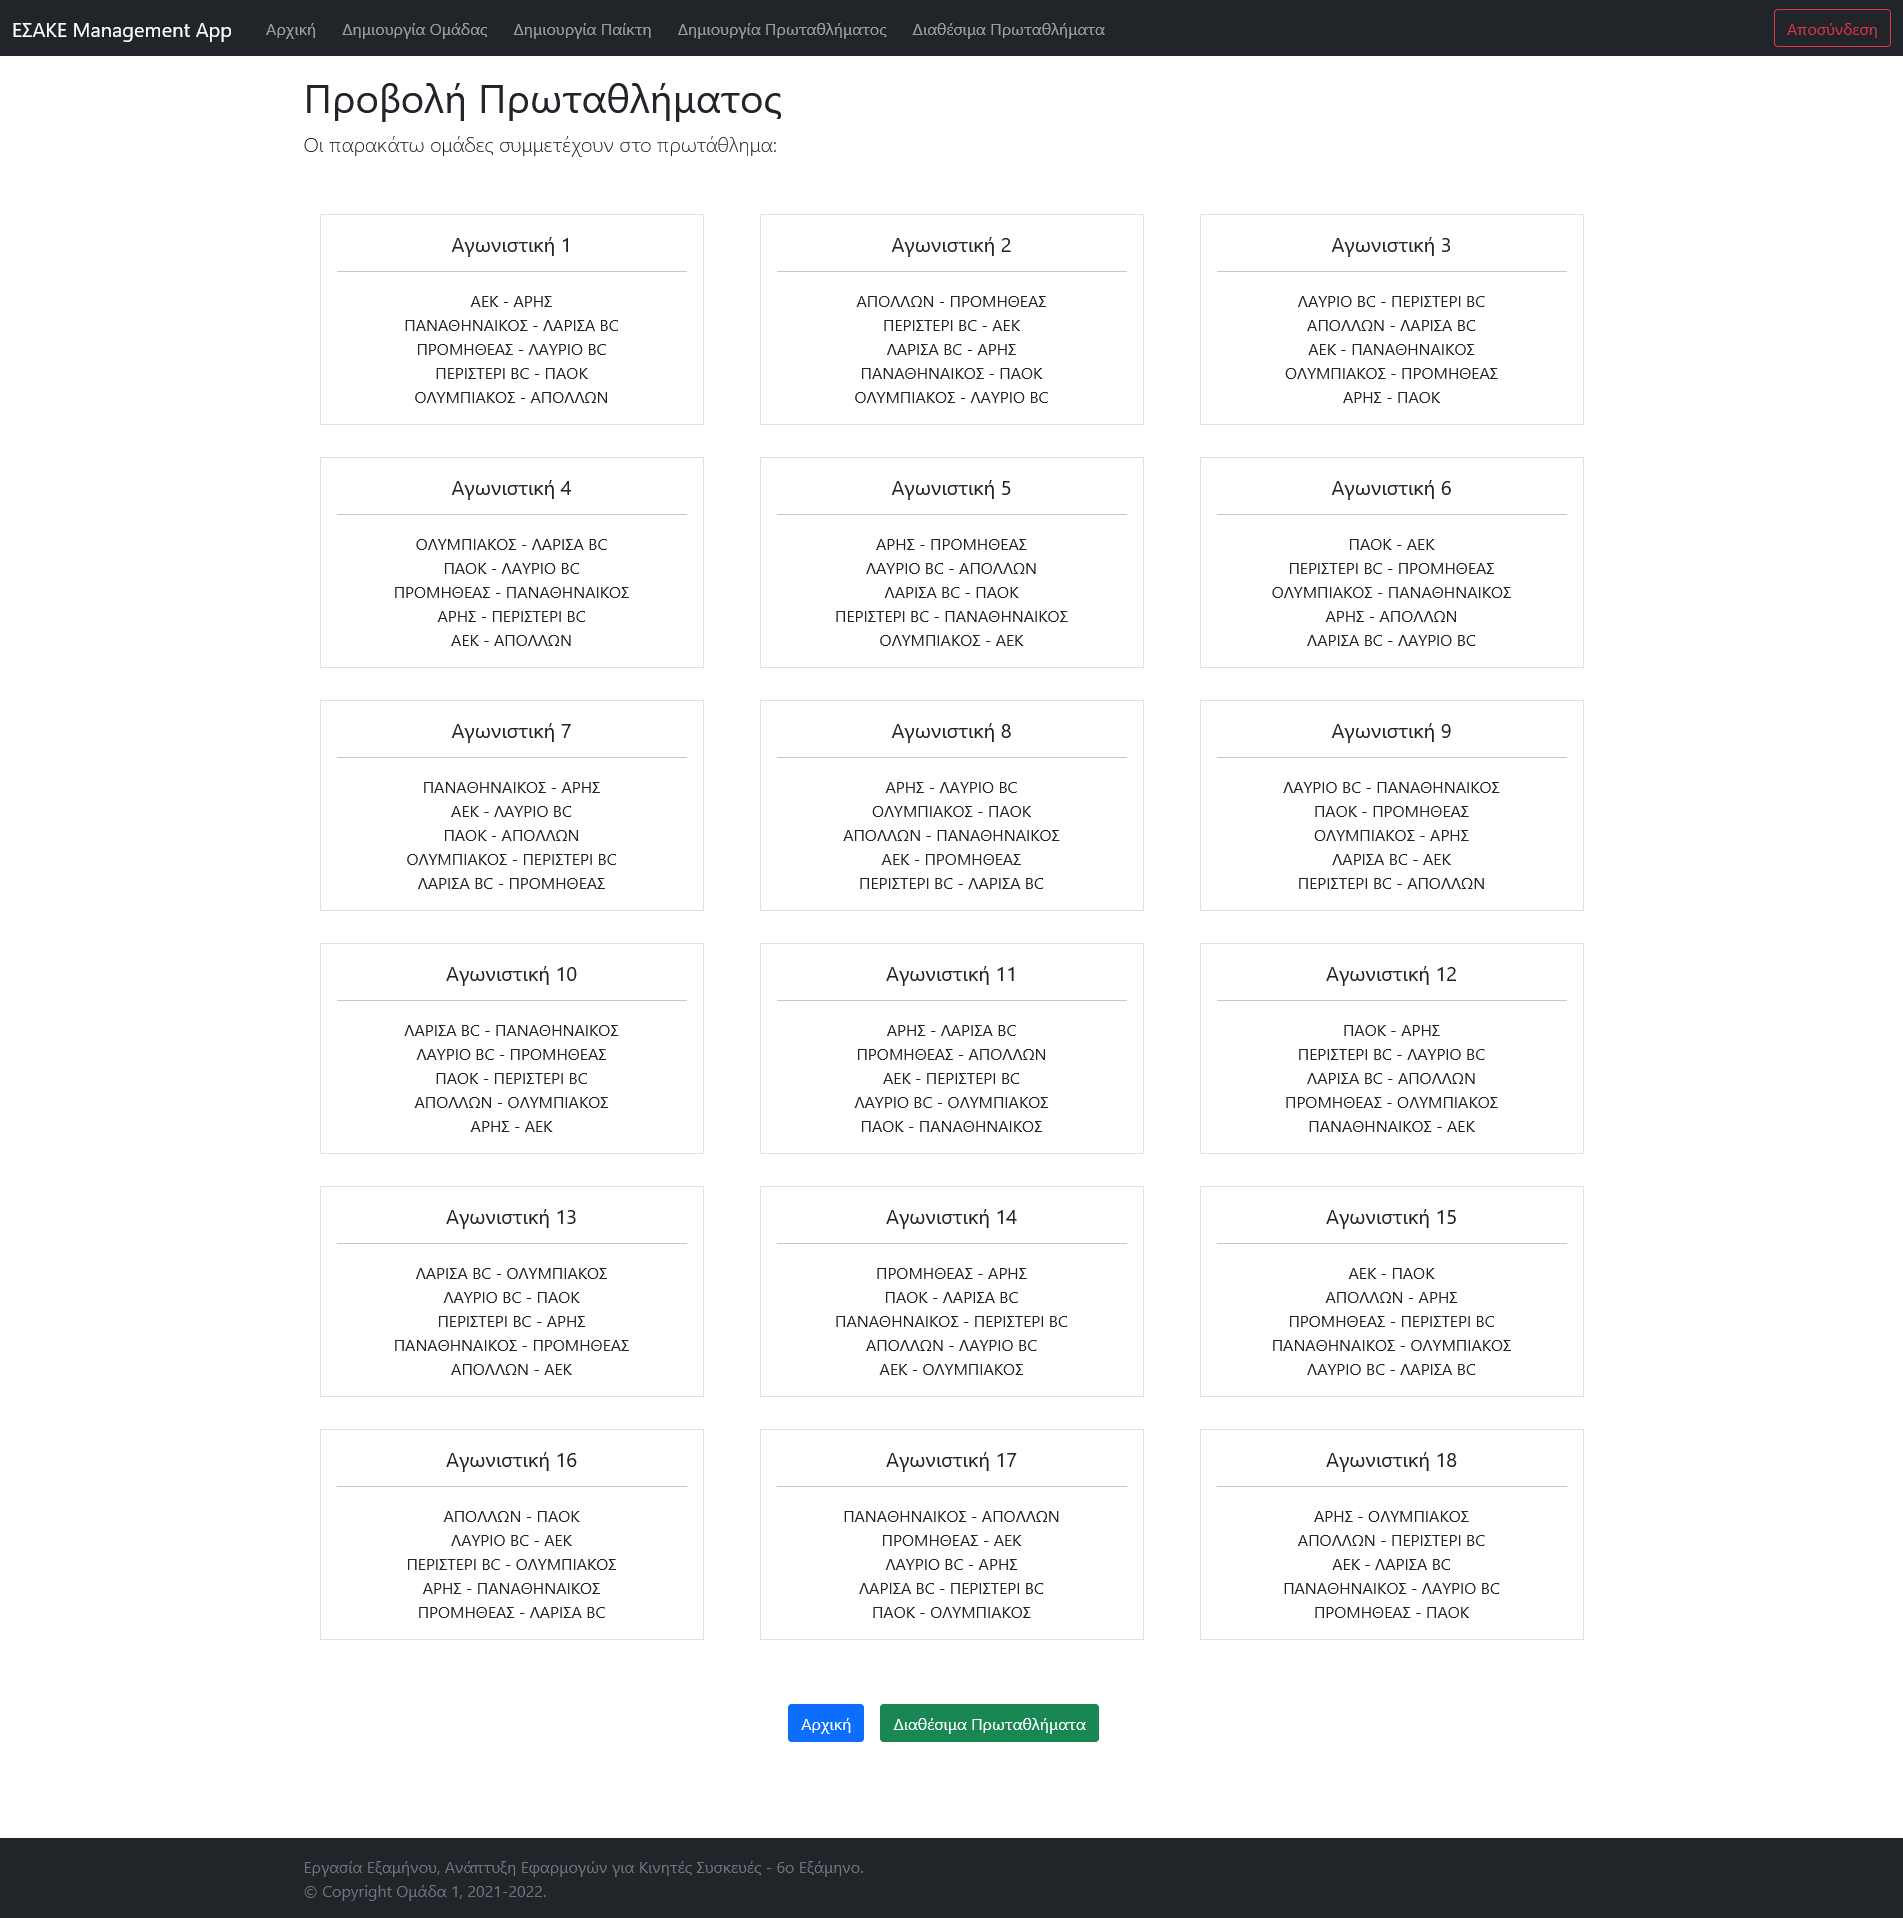 ΕΣΑΚΕ Management App Αρχική Δημιουργία Ομάδας Δημιουργία Παίκτη Δημιουργία Πρωταθλήματος Διαθέσιμα Πρωταθλήματα Αποσύνδεση
Προβολή Πρωταθλήματος
Οι παρακάτω ομάδες συμμετέχουν στο πρωτάθλημα:
Αγωνιστική 1
ΑΕΚ - ΑΡΗΣ
ΠΑΝΑΘΗΝΑΙΚΟΣ - ΛΑΡΙΣΑ BC
ΠΡΟΜΗΘΕΑΣ - ΛΑΥΡΙΟ BC
ΠΕΡΙΣΤΕΡΙ BC - ΠΑΟΚ
ΟΛΥΜΠΙΑΚΟΣ - ΑΠΟΛΛΩΝ
Αγωνιστική 2
ΑΠΟΛΛΩΝ - ΠΡΟΜΗΘΕΑΣ
ΠΕΡΙΣΤΕΡΙ BC - ΑΕΚ
ΛΑΡΙΣΑ BC - ΑΡΗΣ
ΠΑΝΑΘΗΝΑΙΚΟΣ - ΠΑΟΚ
ΟΛΥΜΠΙΑΚΟΣ - ΛΑΥΡΙΟ BC
Αγωνιστική 3
ΛΑΥΡΙΟ BC - ΠΕΡΙΣΤΕΡΙ BC
ΑΠΟΛΛΩΝ - ΛΑΡΙΣΑ BC
ΑΕΚ - ΠΑΝΑΘΗΝΑΙΚΟΣ
ΟΛΥΜΠΙΑΚΟΣ - ΠΡΟΜΗΘΕΑΣ
ΑΡΗΣ - ΠΑΟΚ
Αγωνιστική 4
ΟΛΥΜΠΙΑΚΟΣ - ΛΑΡΙΣΑ BC
ΠΑΟΚ - ΛΑΥΡΙΟ BC
ΠΡΟΜΗΘΕΑΣ - ΠΑΝΑΘΗΝΑΙΚΟΣ
ΑΡΗΣ - ΠΕΡΙΣΤΕΡΙ BC
ΑΕΚ - ΑΠΟΛΛΩΝ
Αγωνιστική 5
ΑΡΗΣ - ΠΡΟΜΗΘΕΑΣ
ΛΑΥΡΙΟ BC - ΑΠΟΛΛΩΝ
ΛΑΡΙΣΑ BC - ΠΑΟΚ
ΠΕΡΙΣΤΕΡΙ BC - ΠΑΝΑΘΗΝΑΙΚΟΣ
ΟΛΥΜΠΙΑΚΟΣ - ΑΕΚ
Αγωνιστική 6
ΠΑΟΚ - ΑΕΚ
ΠΕΡΙΣΤΕΡΙ BC - ΠΡΟΜΗΘΕΑΣ
ΟΛΥΜΠΙΑΚΟΣ - ΠΑΝΑΘΗΝΑΙΚΟΣ
ΑΡΗΣ - ΑΠΟΛΛΩΝ
ΛΑΡΙΣΑ BC - ΛΑΥΡΙΟ BC
Αγωνιστική 7
ΠΑΝΑΘΗΝΑΙΚΟΣ - ΑΡΗΣ
ΑΕΚ - ΛΑΥΡΙΟ BC
ΠΑΟΚ - ΑΠΟΛΛΩΝ
ΟΛΥΜΠΙΑΚΟΣ - ΠΕΡΙΣΤΕΡΙ BC
ΛΑΡΙΣΑ BC - ΠΡΟΜΗΘΕΑΣ
Αγωνιστική 8
ΑΡΗΣ - ΛΑΥΡΙΟ BC
ΟΛΥΜΠΙΑΚΟΣ - ΠΑΟΚ
ΑΠΟΛΛΩΝ - ΠΑΝΑΘΗΝΑΙΚΟΣ
ΑΕΚ - ΠΡΟΜΗΘΕΑΣ
ΠΕΡΙΣΤΕΡΙ BC - ΛΑΡΙΣΑ BC
Αγωνιστική 9
ΛΑΥΡΙΟ BC - ΠΑΝΑΘΗΝΑΙΚΟΣ
ΠΑΟΚ - ΠΡΟΜΗΘΕΑΣ
ΟΛΥΜΠΙΑΚΟΣ - ΑΡΗΣ
ΛΑΡΙΣΑ BC - ΑΕΚ
ΠΕΡΙΣΤΕΡΙ BC - ΑΠΟΛΛΩΝ
Αγωνιστική 10
ΛΑΡΙΣΑ BC - ΠΑΝΑΘΗΝΑΙΚΟΣ
ΛΑΥΡΙΟ BC - ΠΡΟΜΗΘΕΑΣ
ΠΑΟΚ - ΠΕΡΙΣΤΕΡΙ BC
ΑΠΟΛΛΩΝ - ΟΛΥΜΠΙΑΚΟΣ
ΑΡΗΣ - ΑΕΚ
Αγωνιστική 11
ΑΡΗΣ - ΛΑΡΙΣΑ BC
ΠΡΟΜΗΘΕΑΣ - ΑΠΟΛΛΩΝ
ΑΕΚ - ΠΕΡΙΣΤΕΡΙ BC
ΛΑΥΡΙΟ BC - ΟΛΥΜΠΙΑΚΟΣ
ΠΑΟΚ - ΠΑΝΑΘΗΝΑΙΚΟΣ
Αγωνιστική 12
ΠΑΟΚ - ΑΡΗΣ
ΠΕΡΙΣΤΕΡΙ BC - ΛΑΥΡΙΟ BC
ΛΑΡΙΣΑ BC - ΑΠΟΛΛΩΝ
ΠΡΟΜΗΘΕΑΣ - ΟΛΥΜΠΙΑΚΟΣ
ΠΑΝΑΘΗΝΑΙΚΟΣ - ΑΕΚ
Αγωνιστική 13
ΛΑΡΙΣΑ BC - ΟΛΥΜΠΙΑΚΟΣ
ΛΑΥΡΙΟ BC - ΠΑΟΚ
ΠΕΡΙΣΤΕΡΙ BC - ΑΡΗΣ
ΠΑΝΑΘΗΝΑΙΚΟΣ - ΠΡΟΜΗΘΕΑΣ
ΑΠΟΛΛΩΝ - ΑΕΚ
Αγωνιστική 14
ΠΡΟΜΗΘΕΑΣ - ΑΡΗΣ
ΠΑΟΚ - ΛΑΡΙΣΑ BC
ΠΑΝΑΘΗΝΑΙΚΟΣ - ΠΕΡΙΣΤΕΡΙ BC
ΑΠΟΛΛΩΝ - ΛΑΥΡΙΟ BC
ΑΕΚ - ΟΛΥΜΠΙΑΚΟΣ
Αγωνιστική 15
ΑΕΚ - ΠΑΟΚ
ΑΠΟΛΛΩΝ - ΑΡΗΣ
ΠΡΟΜΗΘΕΑΣ - ΠΕΡΙΣΤΕΡΙ BC
ΠΑΝΑΘΗΝΑΙΚΟΣ - ΟΛΥΜΠΙΑΚΟΣ
ΛΑΥΡΙΟ BC - ΛΑΡΙΣΑ BC
Αγωνιστική 16
ΑΠΟΛΛΩΝ - ΠΑΟΚ
ΛΑΥΡΙΟ BC - ΑΕΚ
ΠΕΡΙΣΤΕΡΙ BC - ΟΛΥΜΠΙΑΚΟΣ
ΑΡΗΣ - ΠΑΝΑΘΗΝΑΙΚΟΣ
ΠΡΟΜΗΘΕΑΣ - ΛΑΡΙΣΑ BC
Αγωνιστική 17
ΠΑΝΑΘΗΝΑΙΚΟΣ - ΑΠΟΛΛΩΝ
ΠΡΟΜΗΘΕΑΣ - ΑΕΚ
ΛΑΥΡΙΟ BC - ΑΡΗΣ
ΛΑΡΙΣΑ BC - ΠΕΡΙΣΤΕΡΙ BC
ΠΑΟΚ - ΟΛΥΜΠΙΑΚΟΣ
Αγωνιστική 18
ΑΡΗΣ - ΟΛΥΜΠΙΑΚΟΣ
ΑΠΟΛΛΩΝ - ΠΕΡΙΣΤΕΡΙ BC
ΑΕΚ - ΛΑΡΙΣΑ BC
ΠΑΝΑΘΗΝΑΙΚΟΣ - ΛΑΥΡΙΟ BC
ΠΡΟΜΗΘΕΑΣ - ΠΑΟΚ
Αρχική Διαθέσιμα Πρωταθλήματα
Εργασία Εξαμήνου, Ανάπτυξη Εφαρμογών για Κινητές Συσκευές - 6ο Εξάμηνο.
© Copyright Ομάδα 1, 2021-2022.